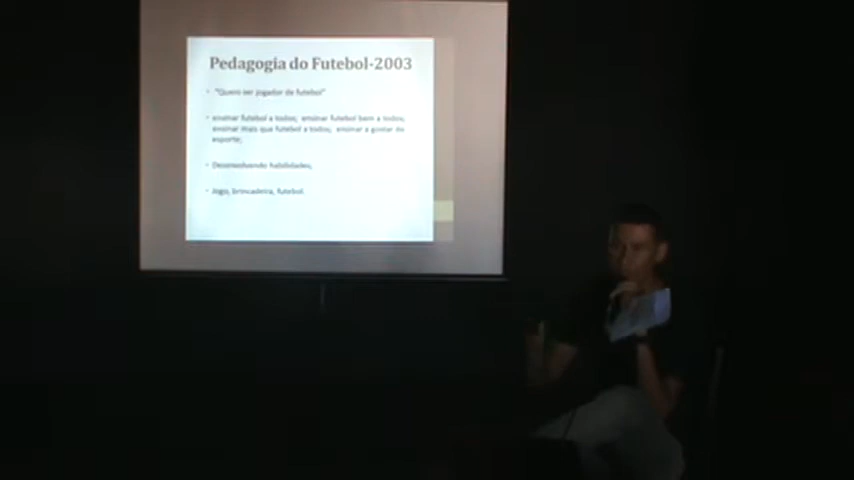 Pedagogia do Futebol-2003
• "Quero ser jogador de futebol"
• ensinar futebol a todos; ensinar futebol bem a todos;
ensinar mais que futebol a todos; ensinar a gostar do
esporte;
• Desenvolvendo habilidades;
• Jogo, brincadeira, futebol.